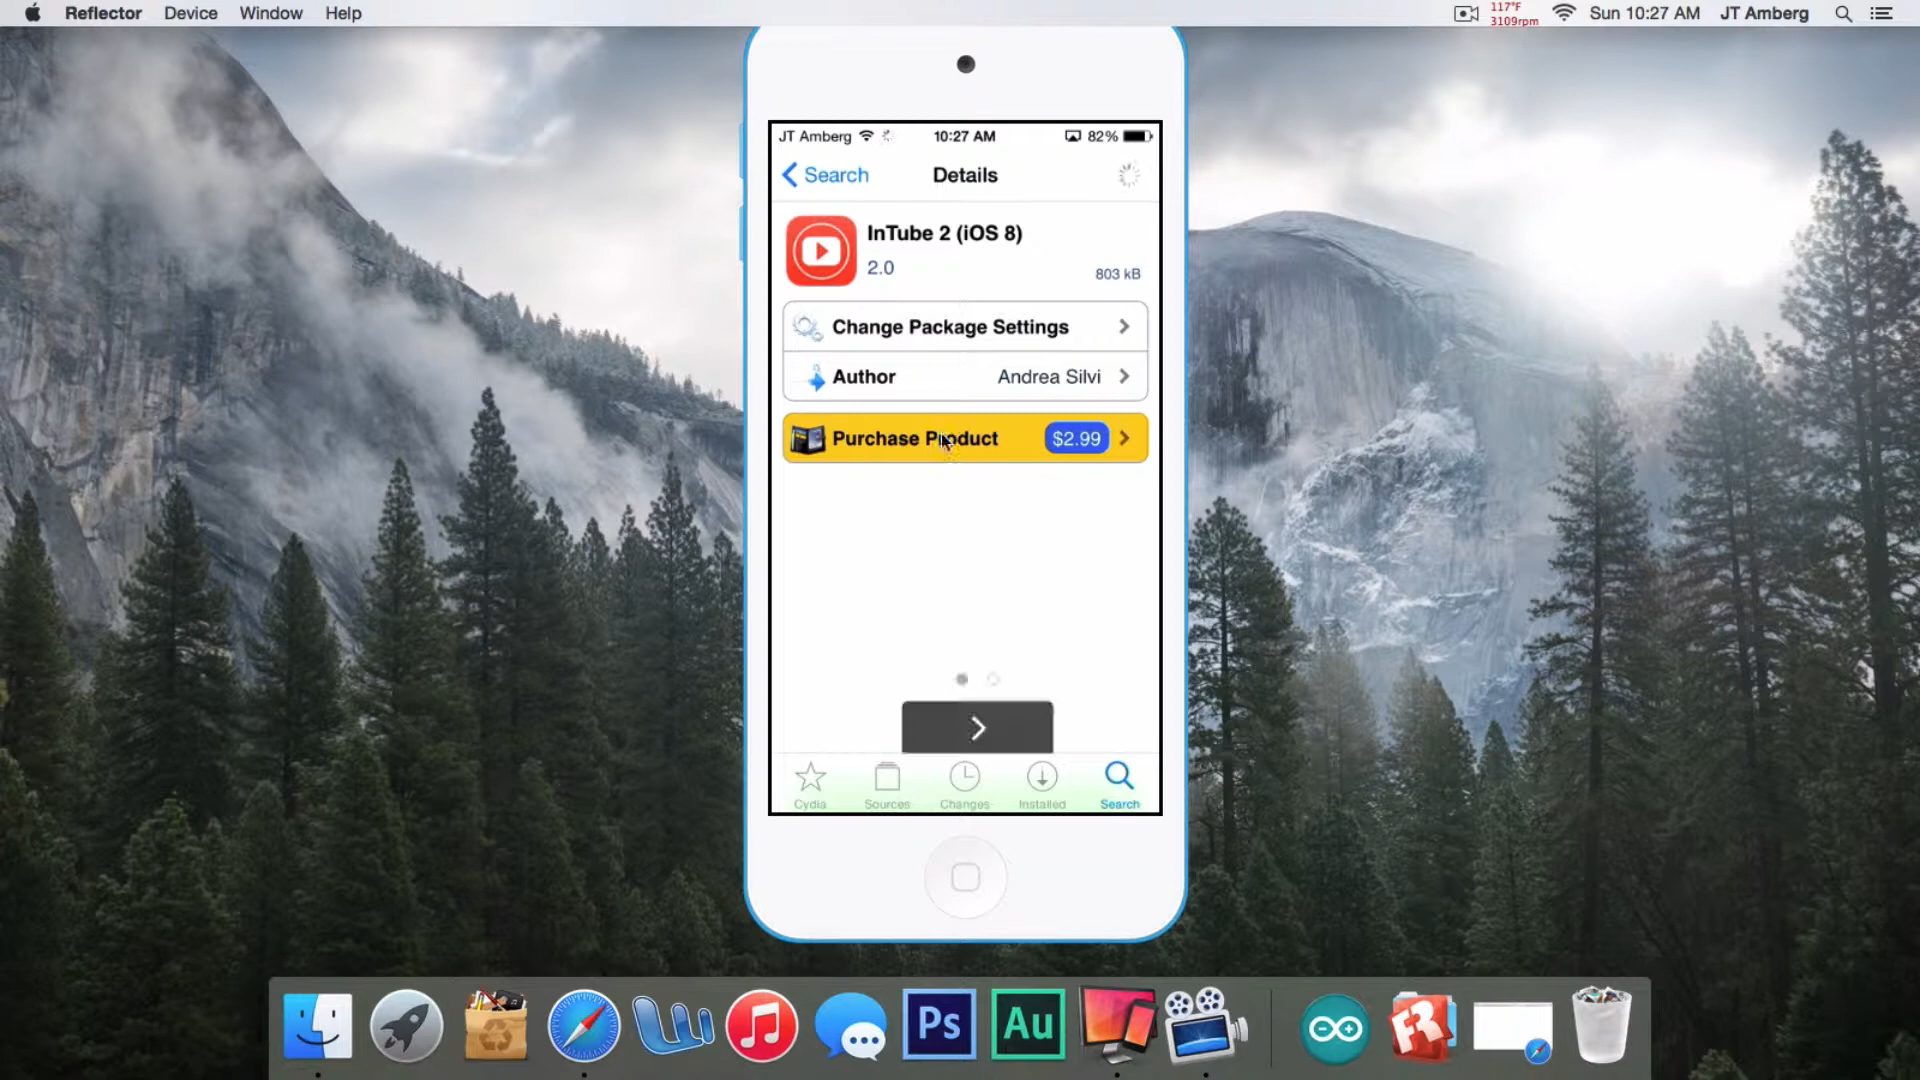 Reflector Device Window Help
117°F
3109rpm
Sun 10:27 AM JT Amberg
JT Amberg 10:27 AM 82%
Search Details
InTube 2 (iOS 8)
2.0
803 kB
Change Package Settings
Author Andrea Silvi
Purchase Product $2.99
Cydia Sources Changes Installed Search
Ps Au
FR